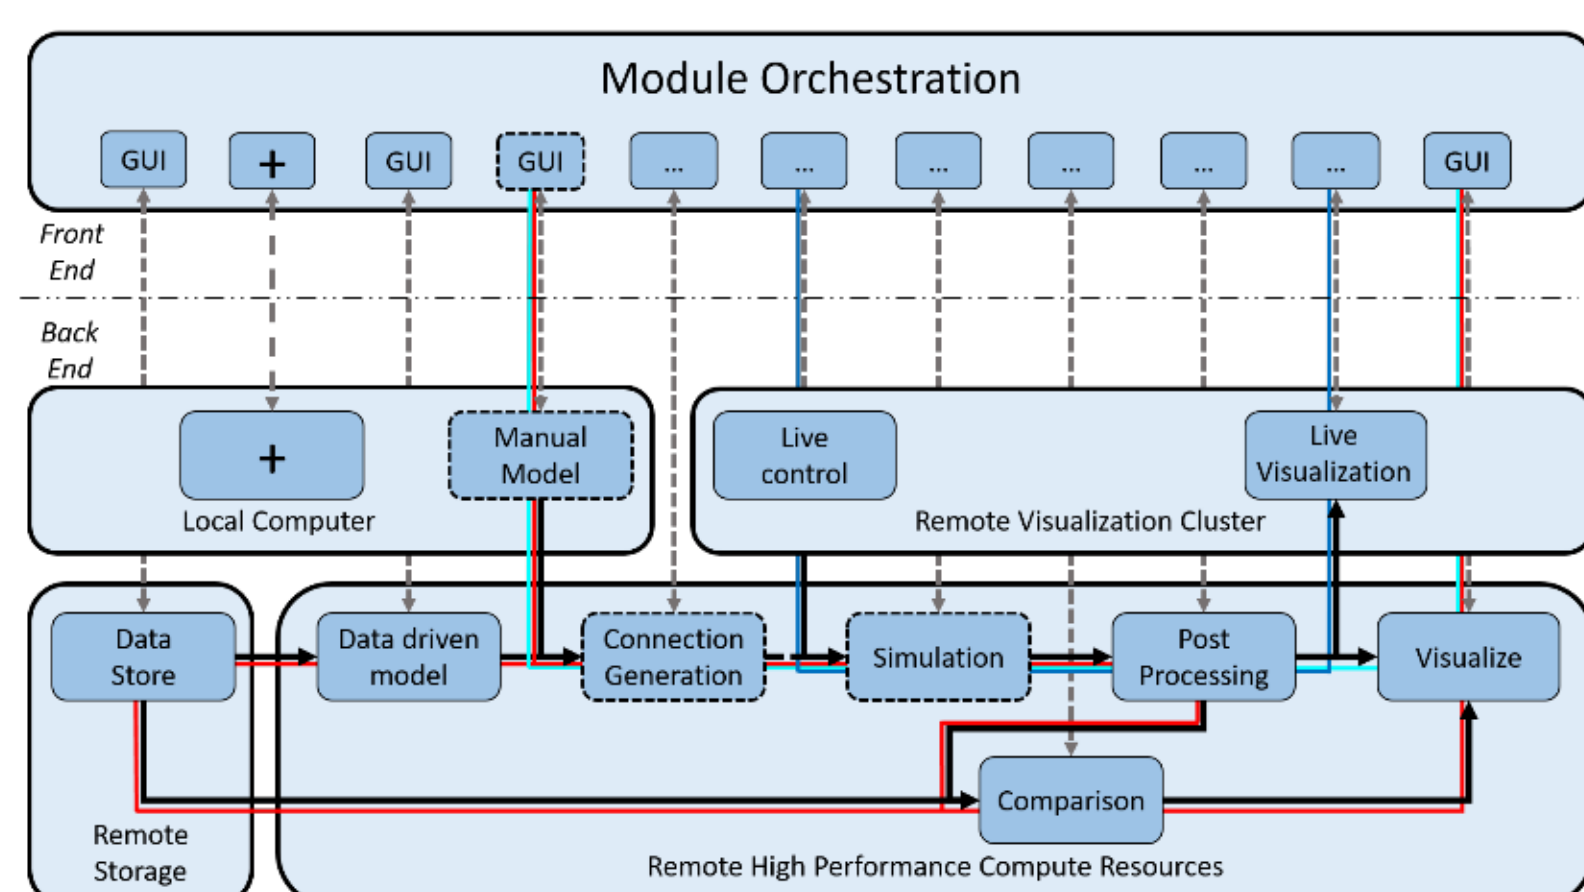 Module Orchestration
GUI
+
GUI
GUI
...
...
...
...
...
...
GUI
Front
End
Back
End
+
Manual
Model
Local Computer
Live
control
Live
Visualization
Remote Visualization Cluster
Data
Store
Data driven
model
Connection
Generation
Simulation
Post
Processing
Visualize
Comparison
Remote
Storage
Remote High Performance Compute Resources